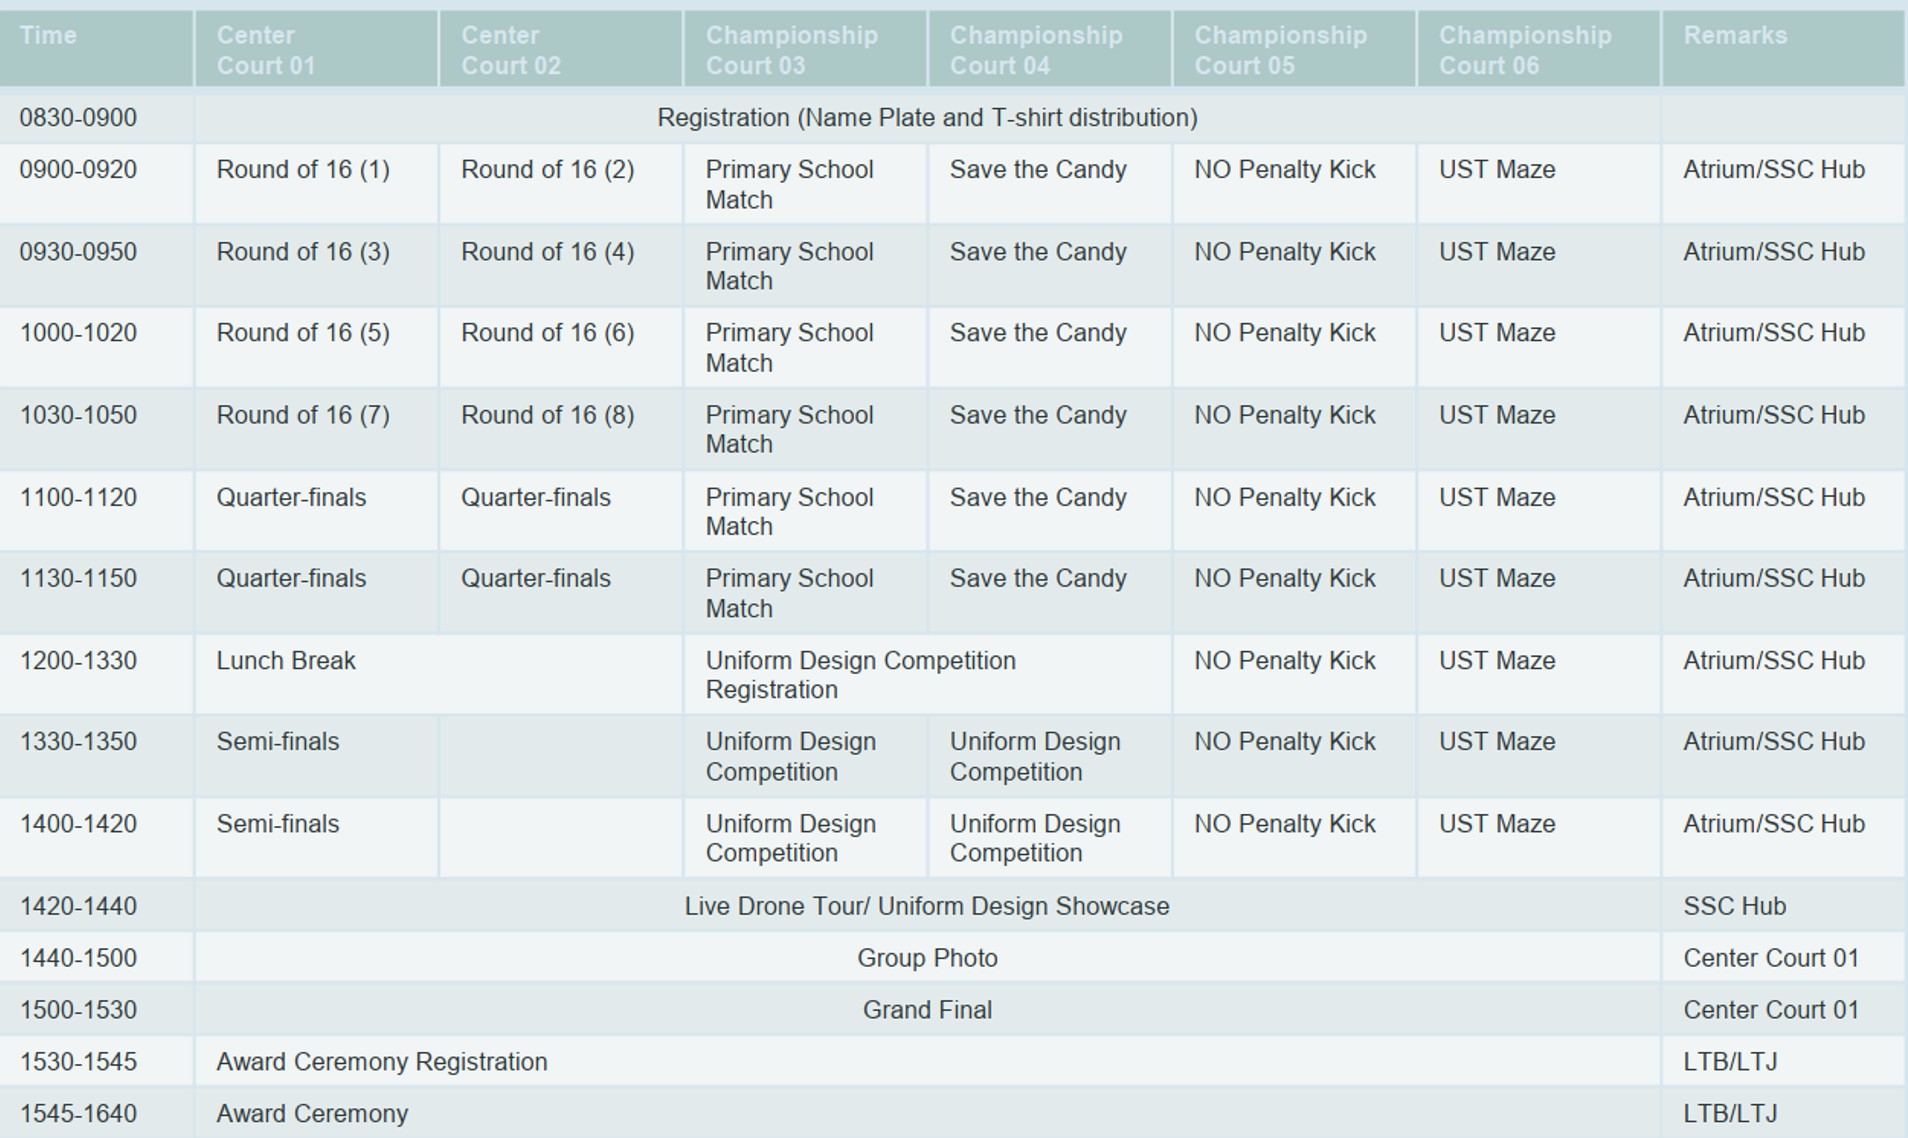 Time
Center
Court 01
Center
Court 02
Championship
Court 03
Championship
Court 04
Championship
Court 05
Championship
Court 06
Remarks
0830-0900
Registration (Name Plate and T-shirt distribution)
0900-0920
Round of 16 (1)
Round of 16 (2)
Primary School
Match
Save the Candy
NO Penalty Kick
UST Maze
Atrium/SSC Hub
0930-0950
Round of 16 (3)
Round of 16 (4)
Primary School
Match
Save the Candy
NO Penalty Kick
UST Maze
Atrium/SSC Hub
1000-1020
Round of 16 (5)
Round of 16 (6)
Primary School
Match
Save the Candy
NO Penalty Kick
UST Maze
Atrium/SSC Hub
1030-1050
Round of 16 (7)
Round of 16 (8)
Primary School
Match
Save the Candy
NO Penalty Kick
UST Maze
Atrium/SSC Hub
1100-1120
Quarter-finals
Quarter-finals
Primary School
Match
Save the Candy
NO Penalty Kick
UST Maze
Atrium/SSC Hub
1130-1150
Quarter-finals
Quarter-finals
Primary School
Match
Save the Candy
NO Penalty Kick
UST Maze
Atrium/SSC Hub
1200-1330
Lunch Break
Uniform Design Competition
Registration
NO Penalty Kick
UST Maze
Atrium/SSC Hub
1330-1350
Semi-finals
Uniform Design
Competition
Uniform Design
Competition
NO Penalty Kick
UST Maze
Atrium/SSC Hub
1400-1420
Semi-finals
Uniform Design
Competition
Uniform Design
Competition
NO Penalty Kick
UST Maze
Atrium/SSC Hub
1420-1440
Live Drone Tour/ Uniform Design Showcase
SSC Hub
1440-1500
Group Photo
Center Court 01
1500-1530
Grand Final
Center Court 01
1530-1545
Award Ceremony Registration
LTB/LTJ
1545-1640
Award Ceremony
LTB/LTJ